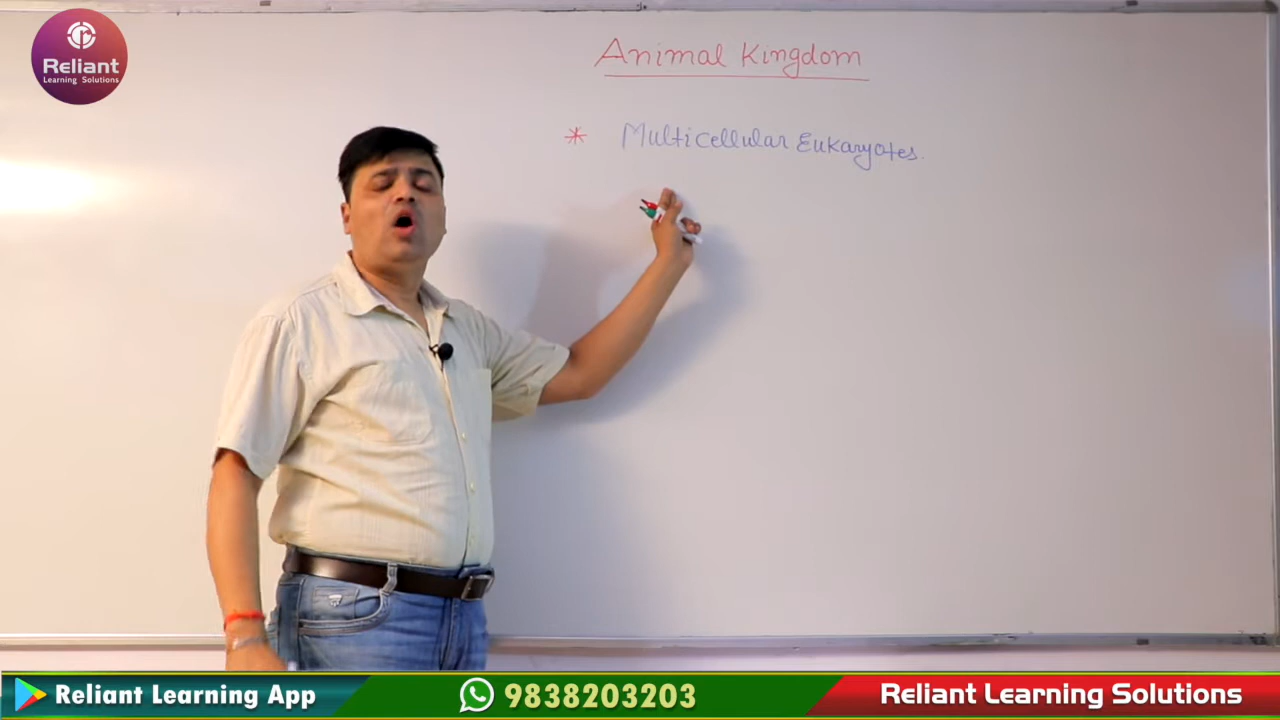 Reliant
Learning Solutions
Animal Kingdom
* Multicellular Eukaryotes.
Reliant Learning App
9838203203
Reliant Learning Solutions